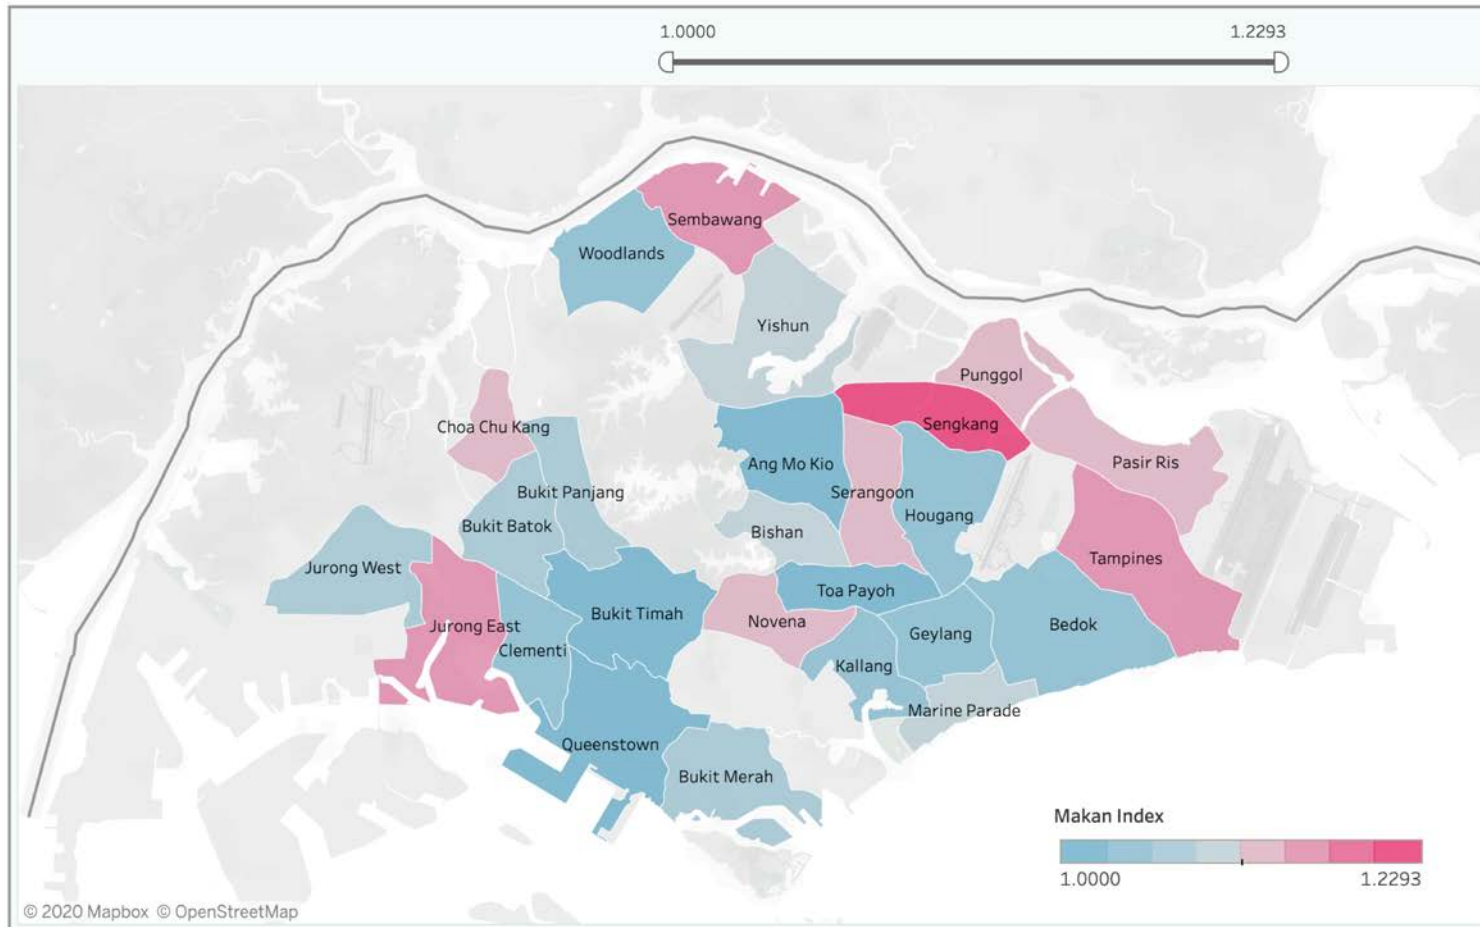 1.0000
1.2293
Sembawang
Woodlands
Yishun
Punggol
Choa Chu Kang
Sengkang
Ang Mo Kio
Pasir Ris
Bukit Panjang
Serangoon
Hougang
Bukit Batok
Bishan
Tampines
Jurong West
Toa Payoh
Bukit Timah
Novena
Jurong East
Bedok
Geylang
Clementi
Kallang
Marine Parade
Queenstown
Bukit Merah
Makan Index
1.0000
1.2293
© 2020 Mapbox © OpenStreetMap